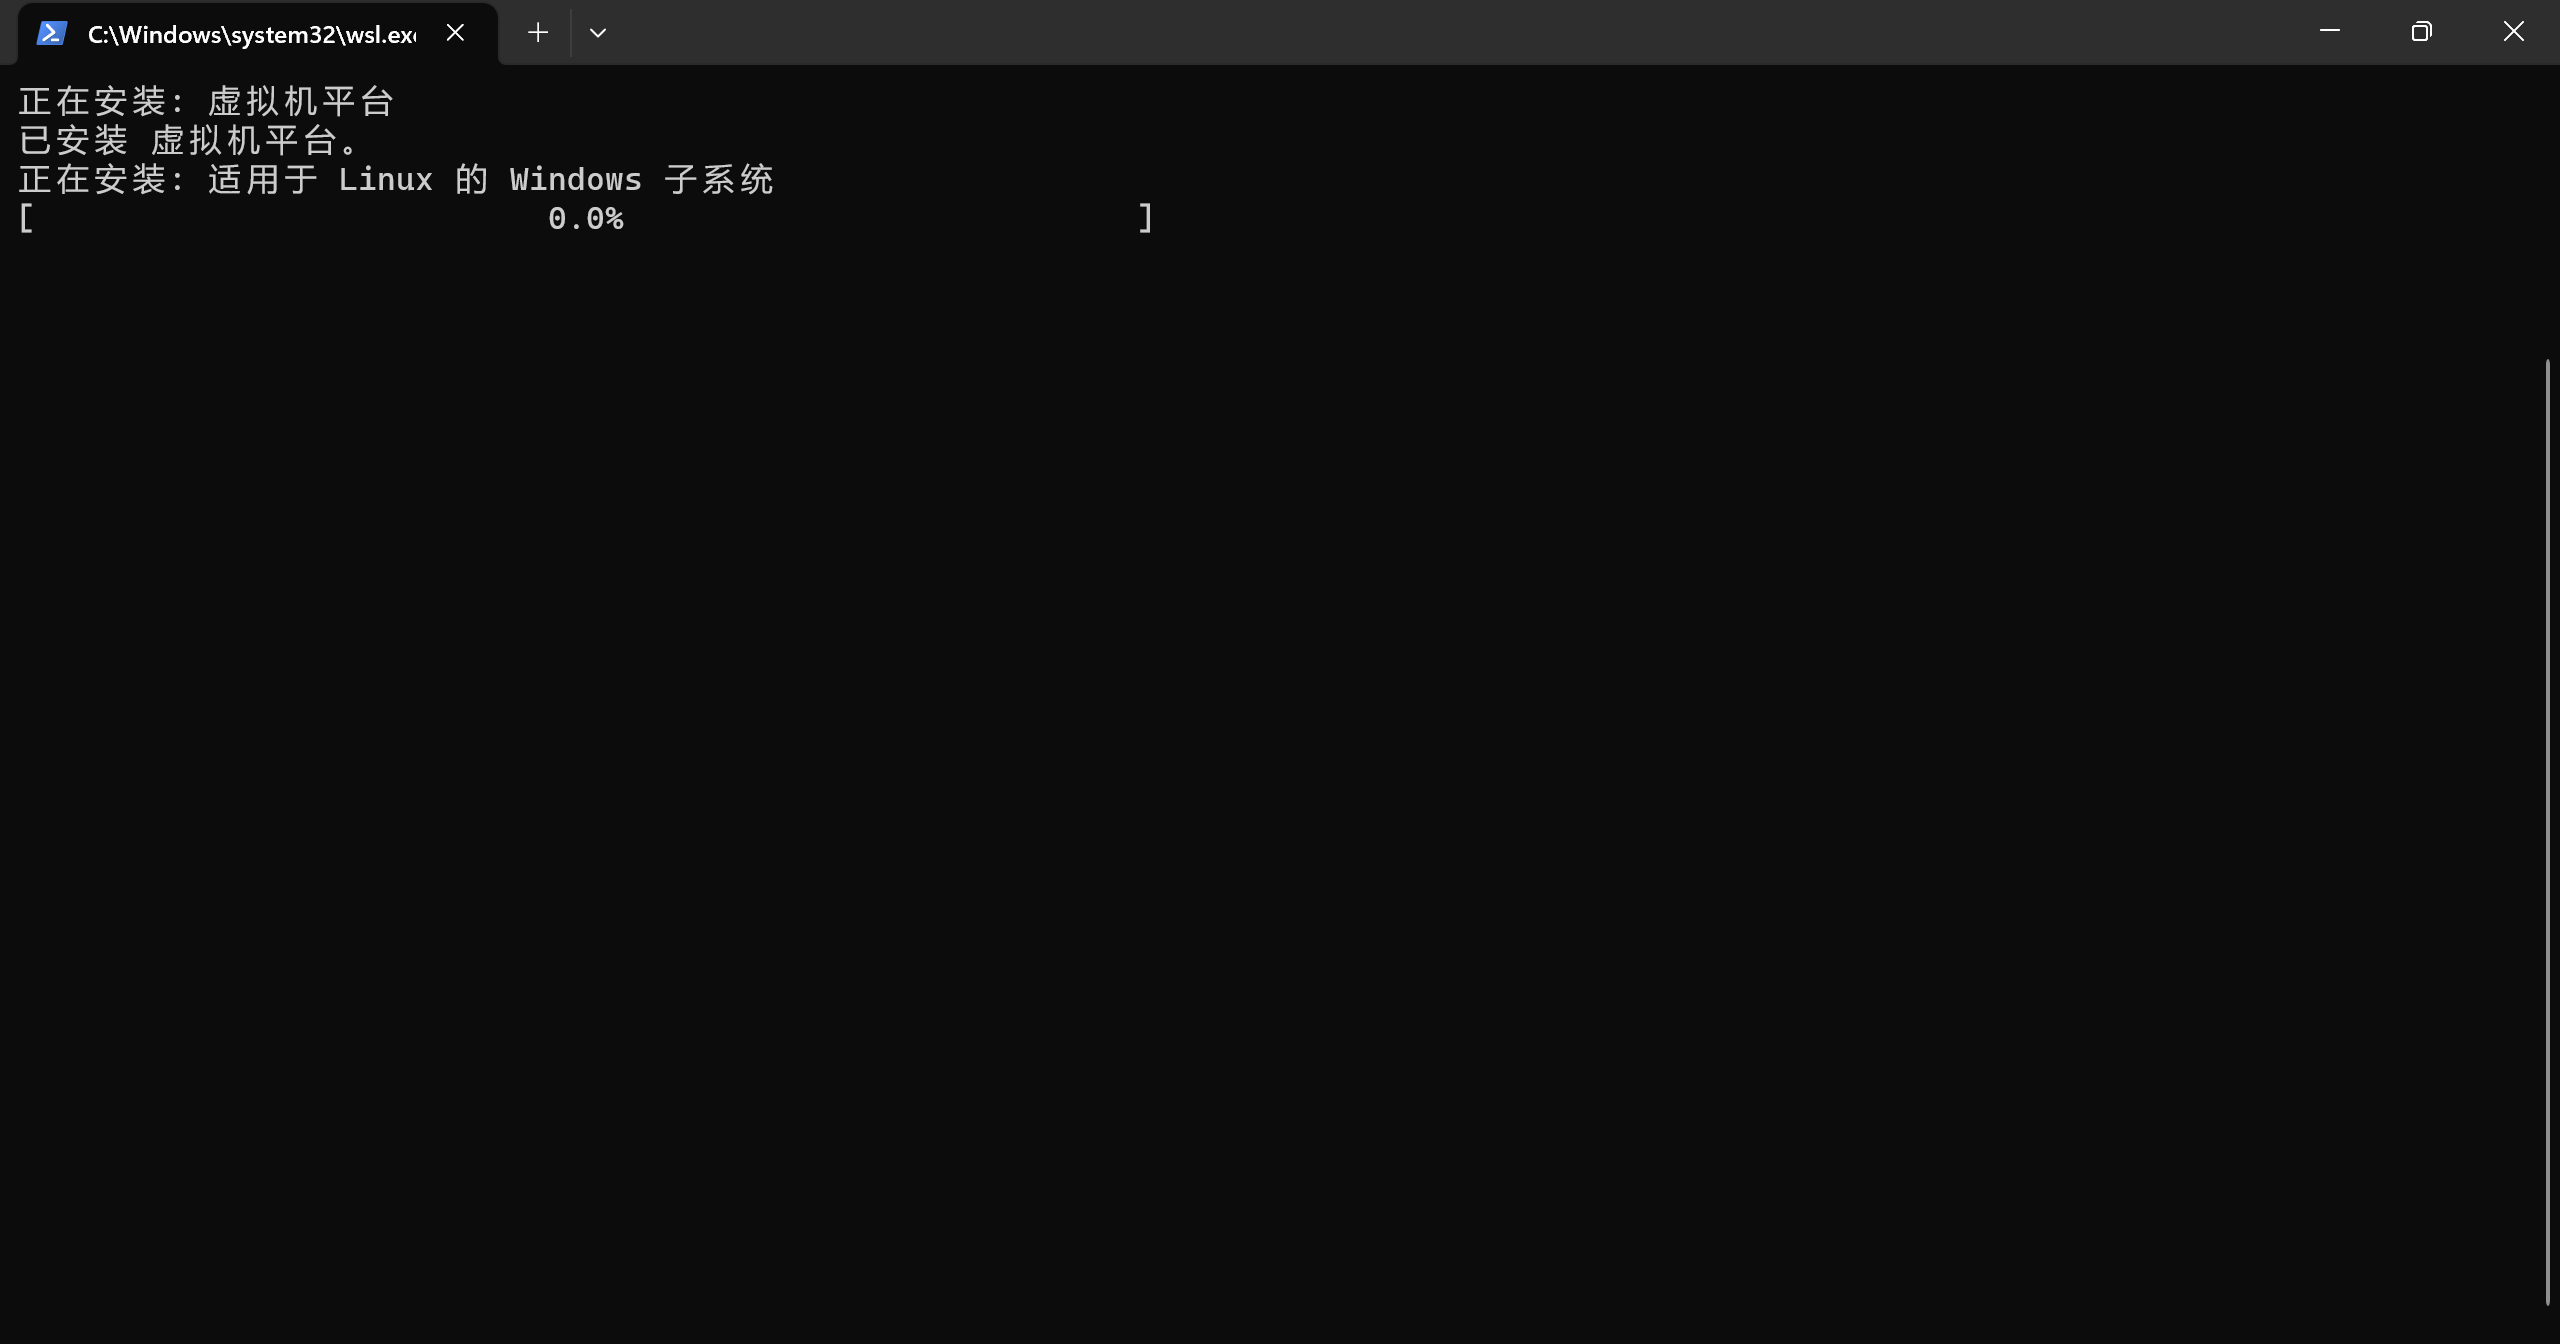 C:\Windows\system32\wsl.ex
正在安装: 虚拟机平台
已安装 虚拟机平台。
正在安装: 适用于 Linux 的 Windows 子系统
[                           0.0%                           ]